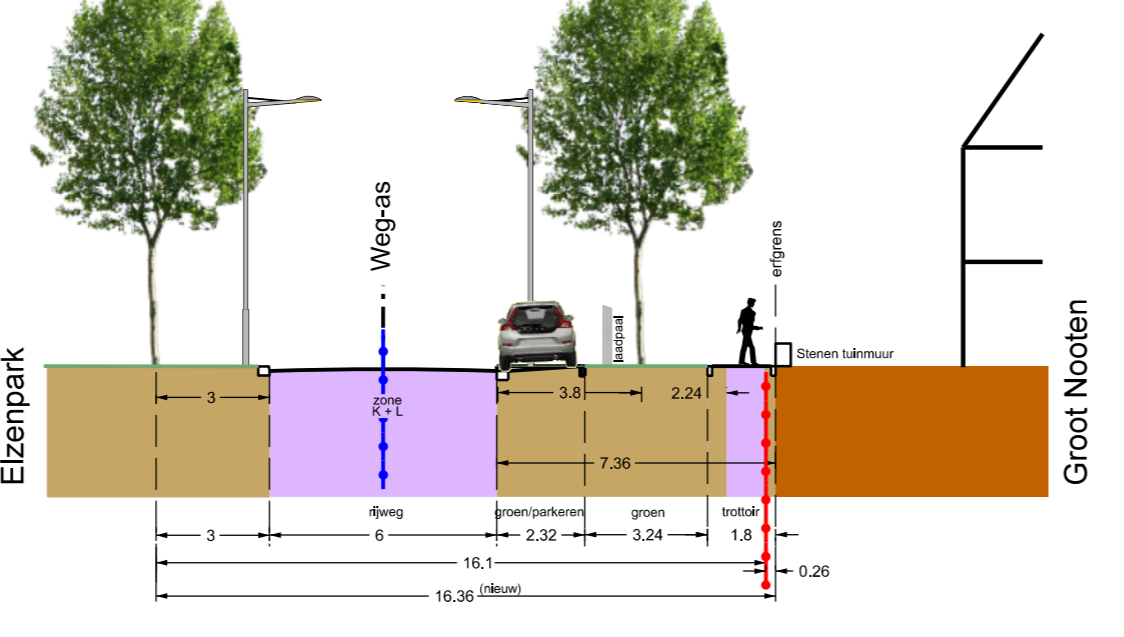 Elzenpark
Weg-as
erfgrens
laadpaal
Stenen tuinmuur
Groot Nooten
3
zone
K + L
3.8
2.24
7.36
rijweg
groen/parkeren
groen
trottoir
3
6
2.32
3.24
1.8
16.1
0.26
16.36 (nieuw)